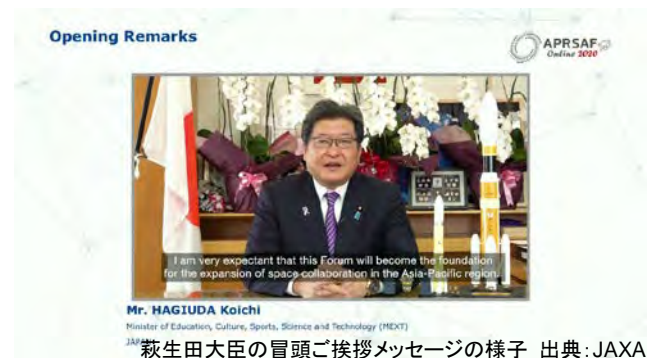 Opening Remarks
APRSAF
Online 2020
I am very expectant that this Forum will become the foundation
for the expansion of space collaboration in the Asia-Pacific region.
Mr. HAGIUDA Koichi
Minister of Education, Culture, Sports, Science and Technology (MEXT)
JAPAN
萩生田大臣の冒頭ご挨拶メッセージの様子 出典:JAXA